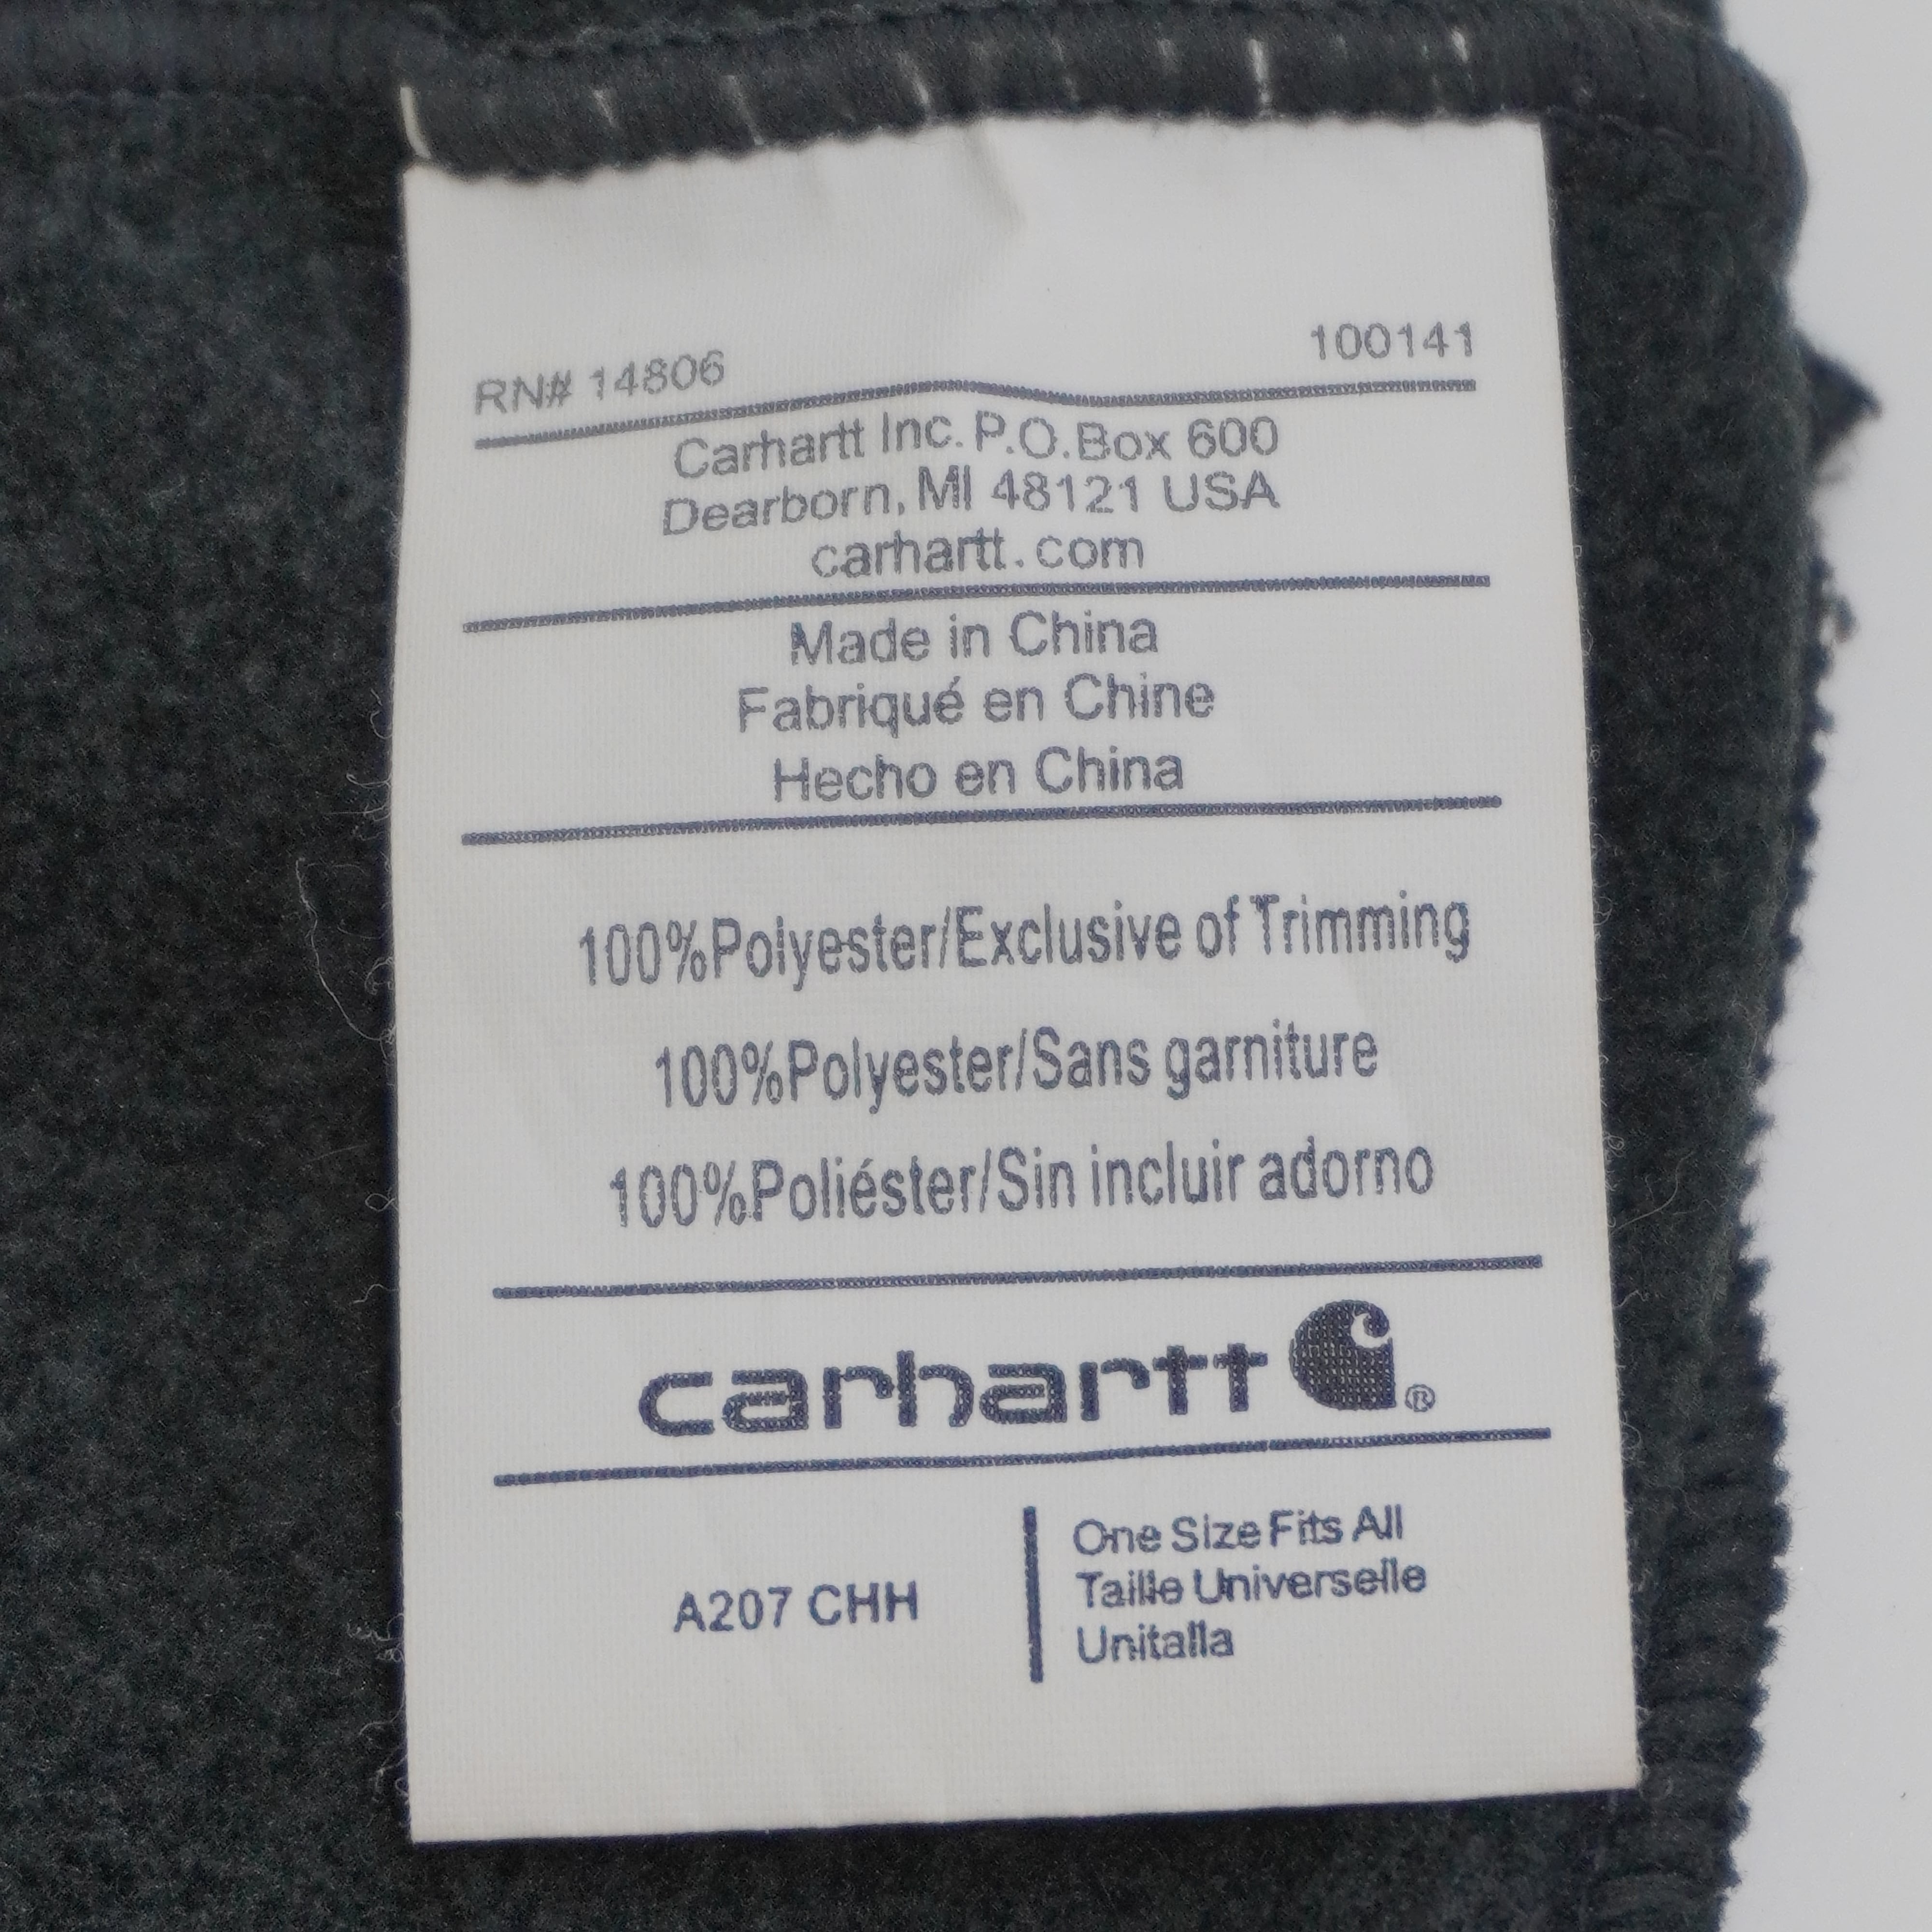 RN# 14806 100141
Carhartt Inc. P.O.Box 600
Dearborn, MI 48121 USA
carhartt.com
Made in China
Fabriqué en Chine
Hecho en China
100%Polyester/Exclusive of Trimming
100%Polyester/Sans garniture
100%Poliéster/Sin incluir adorno
carhartt ®
A207 CHH
One Size Fits All
Taille Universelle
Unitalla